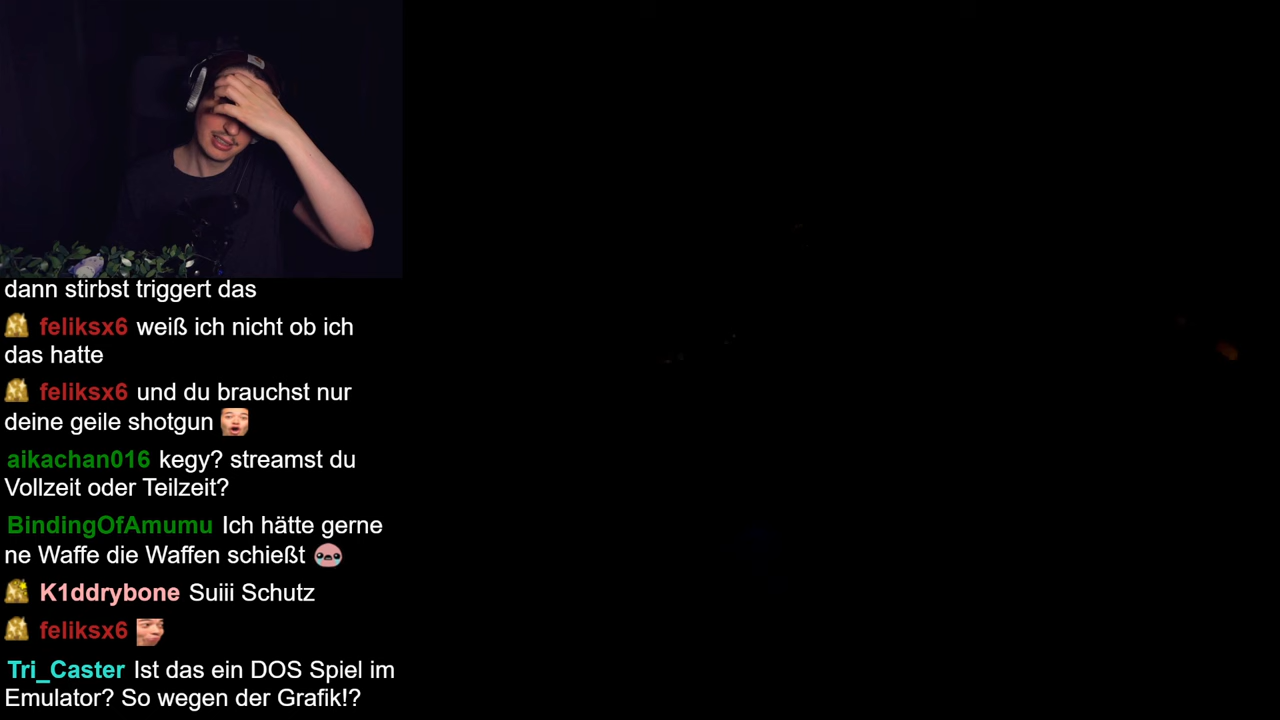 dann stirbst triggert das
feliksx6 weiß ich nicht ob ich
das hatte
feliksx6 und du brauchst nur
deine geile shotgun
aikachan016 kegy? streamst du
Vollzeit oder Teilzeit?
BindingOfAmumu Ich hätte gerne
ne Waffe die Waffen schießt
K1ddrybone Suiii Schutz
feliksx6
Tri_Caster Ist das ein DOS Spiel im
Emulator? So wegen der Grafik!?